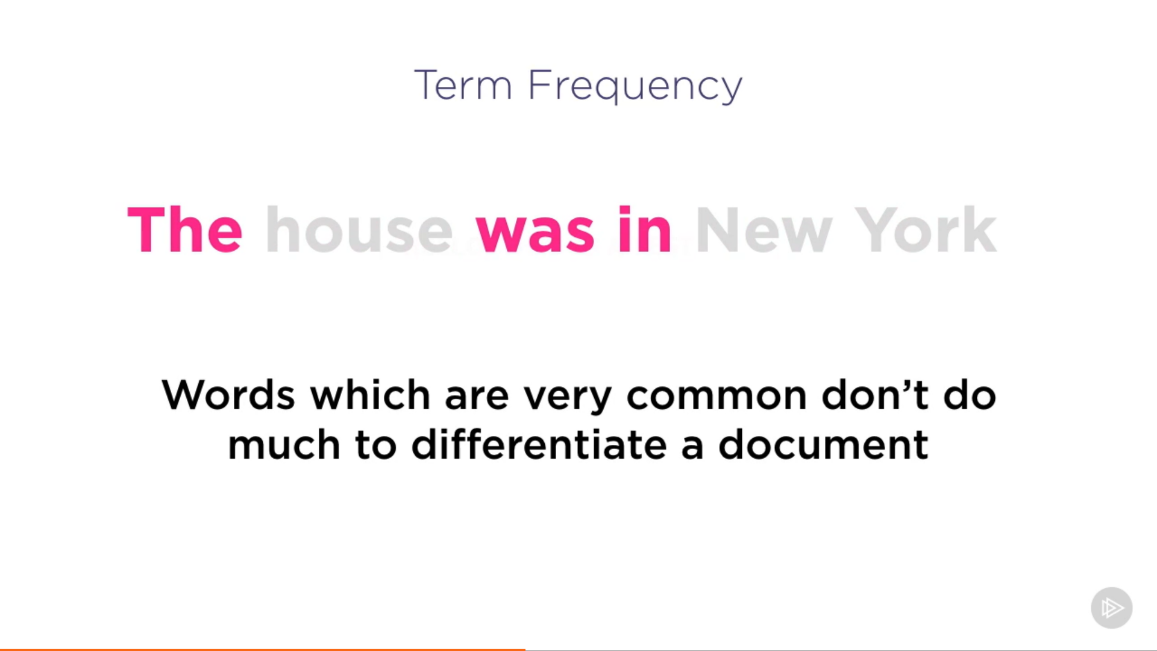 Term Frequency
The house was in New York
Words which are very common don’t do
much to differentiate a document